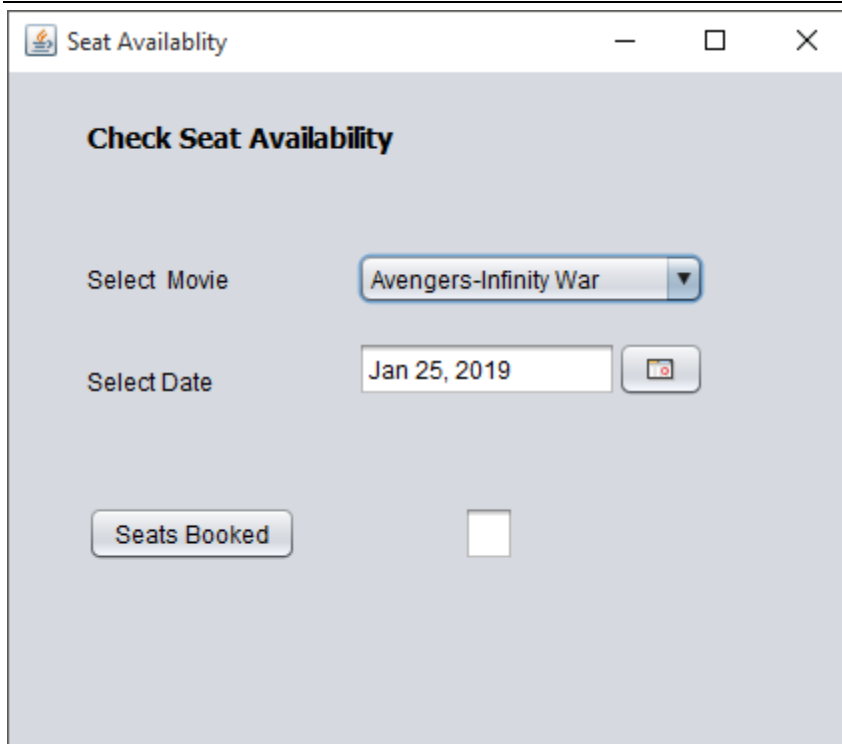 Seat Availablity
Check Seat Availability
Select Movie Avengers-Infinity War
Select Date Jan 25, 2019
Seats Booked